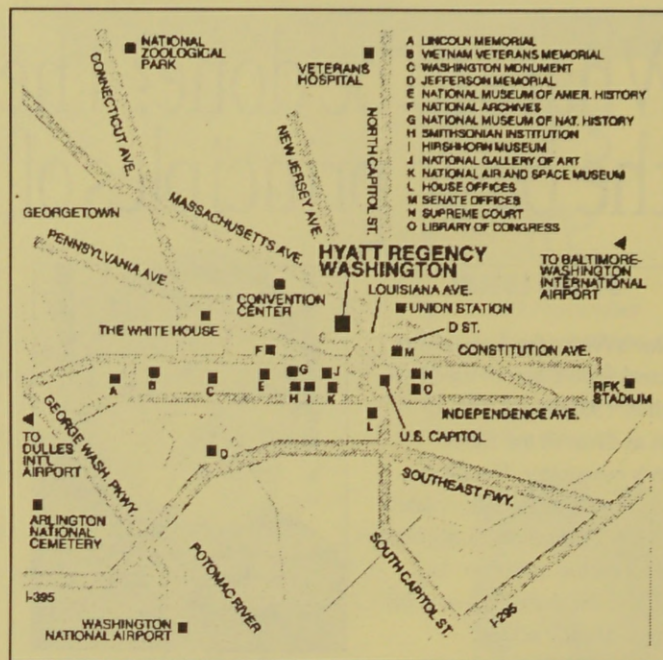 NATIONAL
ZOOLOGICAL
PARK
CONNECTICUT AVE.
VETERANS
HOSPITAL
NORTH CAPITOL ST.
A LINCOLN MEMORIAL
B VIETNAM VETERANS MEMORIAL
C WASHINGTON MONUMENT
D JEFFERSON MEMORIAL
E NATIONAL MUSEUM OF AMER. HISTORY
F NATIONAL ARCHIVES
G NATIONAL MUSEUM OF NAT. HISTORY
H SMITHSONIAN INSTITUTION
I HIRSHHORN MUSEUM
J NATIONAL GALLERY OF ART
K NATIONAL AIR AND SPACE MUSEUM
L HOUSE OFFICES
M SENATE OFFICES
N SUPREME COURT
O LIBRARY OF CONGRESS
NEW JERSEY AVE.
MASSACHUSETTS AVE.
GEORGETOWN
PENNSYLVANIA AVE.
HYATT REGENCY
WASHINGTON
TO BALTIMORE-
WASHINGTON
INTERNATIONAL
AIRPORT
CONVENTION
CENTER
LOUISIANA AVE.
UNION STATION
D ST.
THE WHITE HOUSE
CONSTITUTION AVE.
F
G
J
M
N
A
B
C
E
H
I
K
O
RFK
STADIUM
L
INDEPENDENCE AVE.
U.S. CAPITOL
GEORGE WASH. PKWY.
TO
DULLES
INT'L
AIRPORT
D
SOUTHEAST FWY.
ARLINGTON
NATIONAL
CEMETERY
POTOMAC RIVER
SOUTH CAPITOL ST.
I-395
I-295
WASHINGTON
NATIONAL AIRPORT